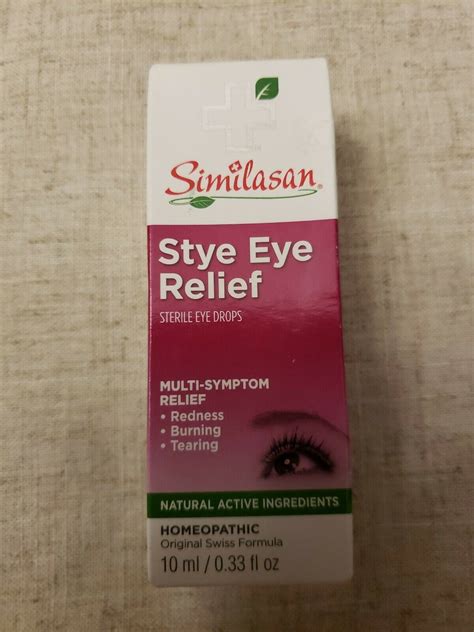 Similasan®
Stye Eye
Relief
STERILE EYE DROPS
MULTI-SYMPTOM
RELIEF
• Redness
• Burning
• Tearing
NATURAL ACTIVE INGREDIENTS
HOMEOPATHIC
Original Swiss Formula
10 ml / 0.33 fl oz